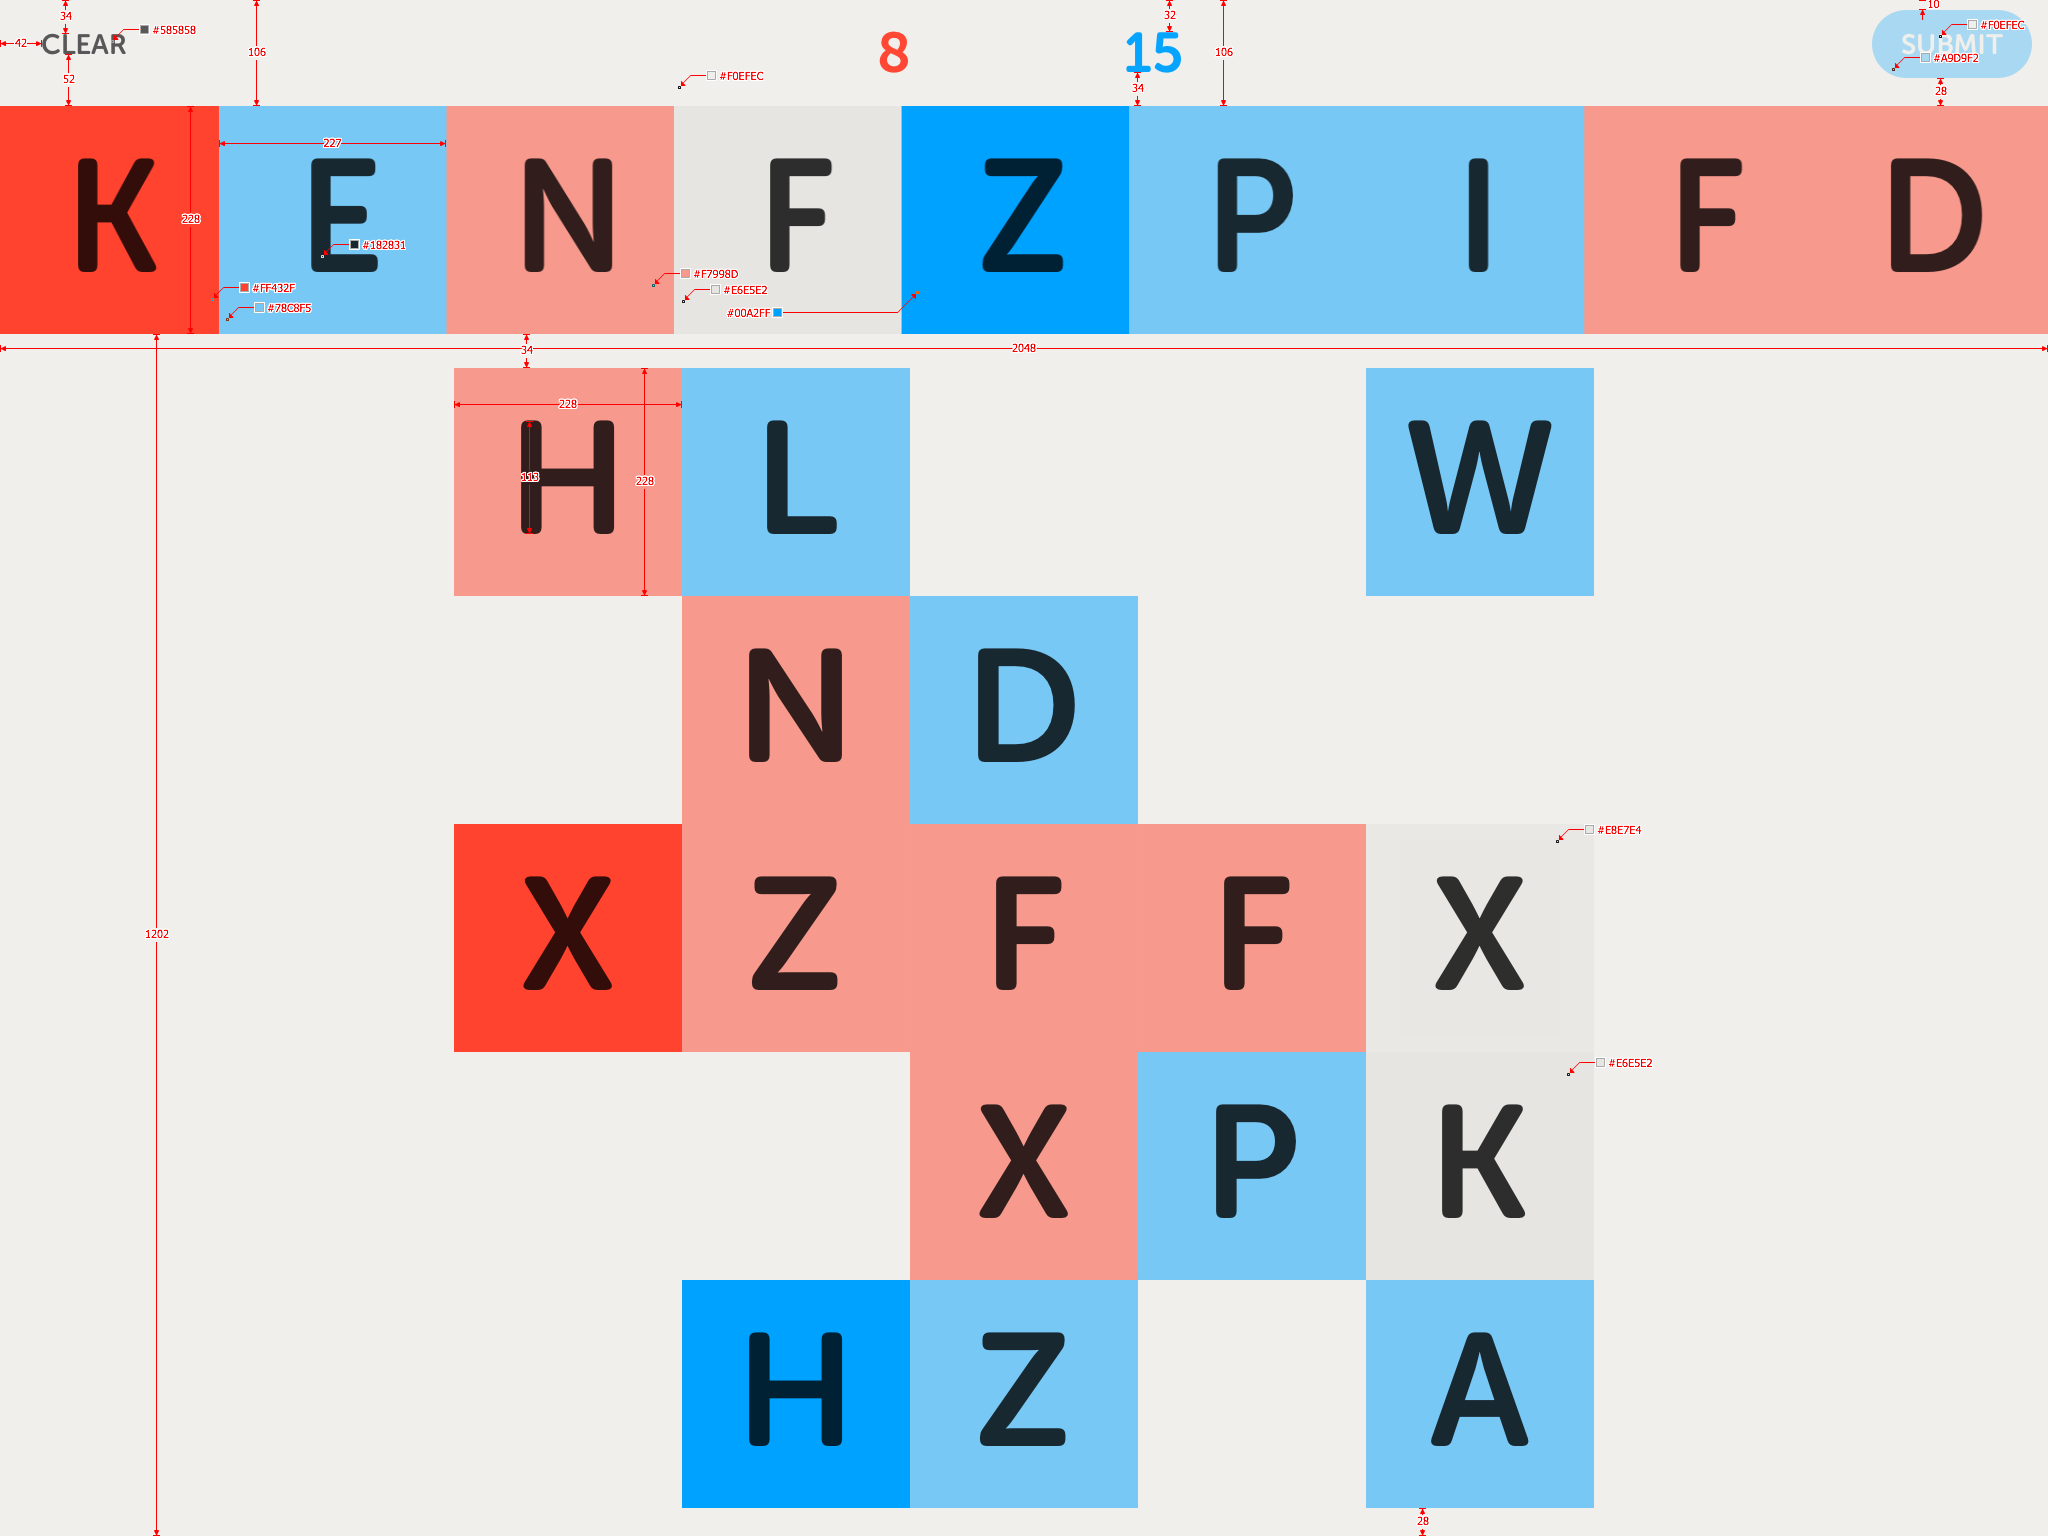 34 32 10
42 CLEAR #585858 106 8 15 106 SUBMIT #F0EFEC
52 #F0EFEC 34 #A9D9F2 28
K E N F Z P I F D
227
228
#182831
#FF432F #F7998D
#78C8F5 #E6E5E2 #00A2FF
34 2048
H L W
228
113 228
N D
X Z F F X
#E8E7E4
1202
X P K
#E6E5E2
H Z A
28